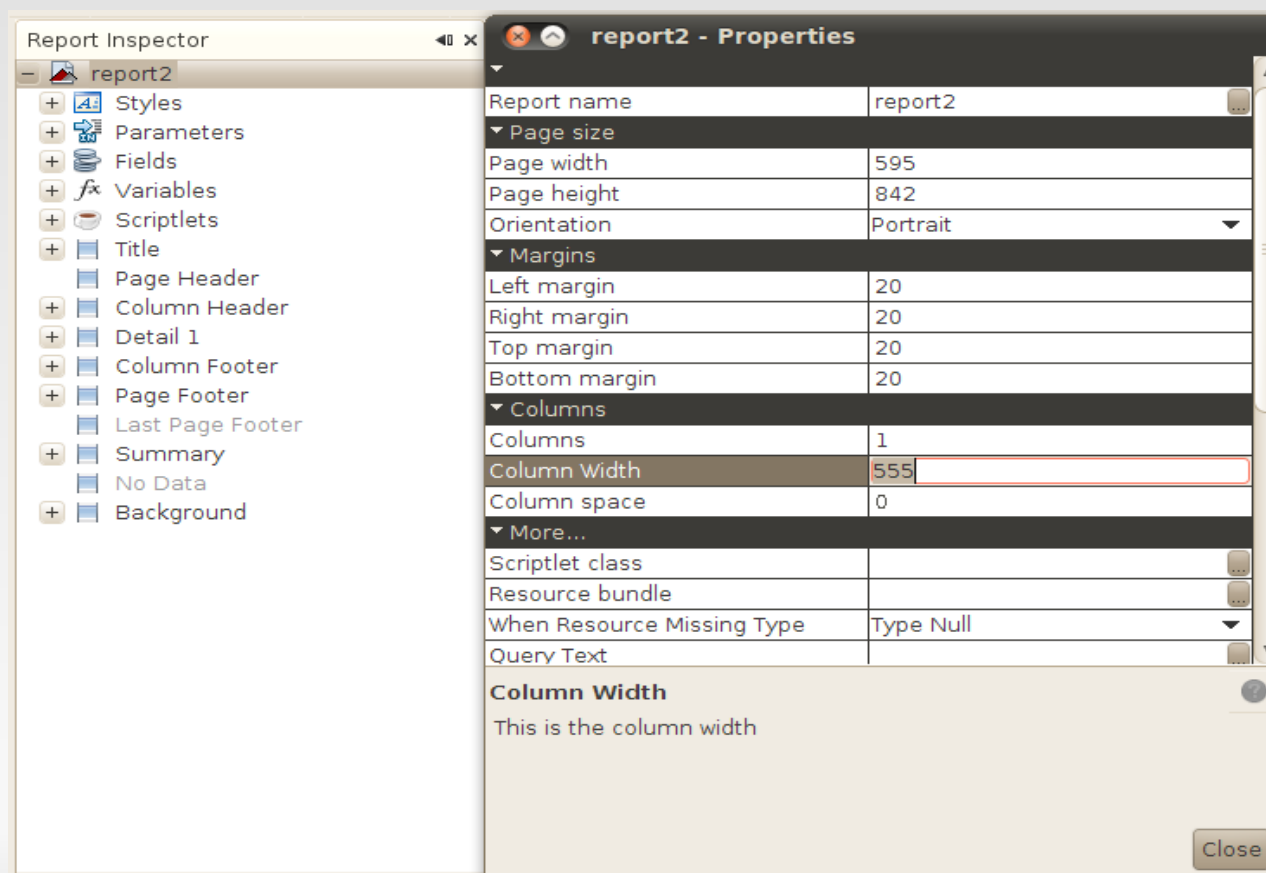 Report Inspector
report2
Styles
Parameters
Fields
fx Variables
Scriptlets
Title
Page Header
Column Header
Detail 1
Column Footer
Page Footer
Last Page Footer
Summary
No Data
Background
report2 - Properties
Report name report2 ...
Page size
Page width 595
Page height 842
Orientation Portrait
Margins
Left margin 20
Right margin 20
Top margin 20
Bottom margin 20
Columns
Columns 1
Column Width 555
Column space 0
More...
Scriptlet class ...
Resource bundle ...
When Resource Missing Type Type Null
Query Text ...
Column Width
This is the column width
Close